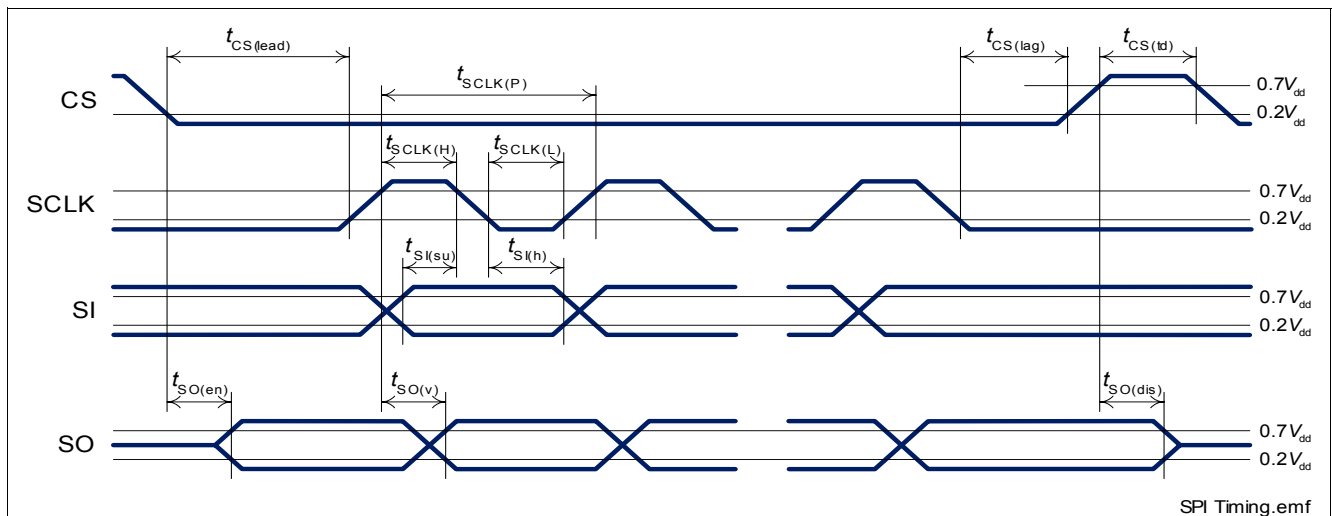 tCS(lead)
tCS(lag)
tCS(td)
tSCLK(P)
CS
0.7Vdd
0.2Vdd
tSCLK(H)
tSCLK(L)
SCLK
0.7Vdd
0.2Vdd
tSI(su)
tSI(h)
SI
0.7Vdd
0.2Vdd
tSO(en)
tSO(v)
tSO(dis)
SO
0.7Vdd
0.2Vdd
SPI Timing.emf